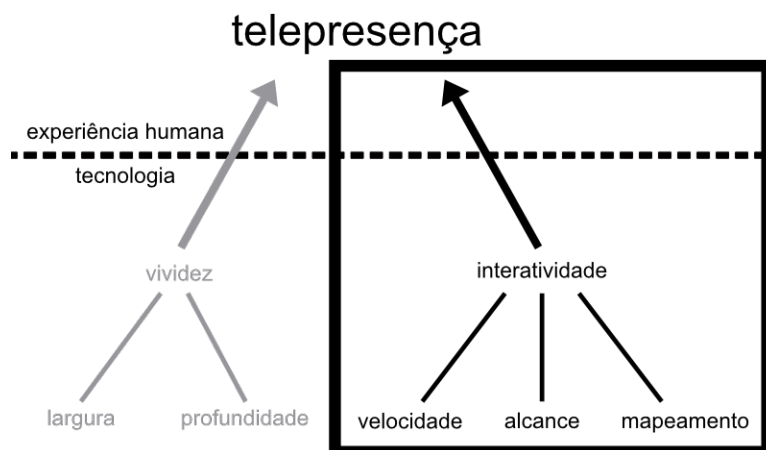 telepresença
experiência humana
tecnologia
vividez
interatividade
largura
profundidade
velocidade
alcance
mapeamento